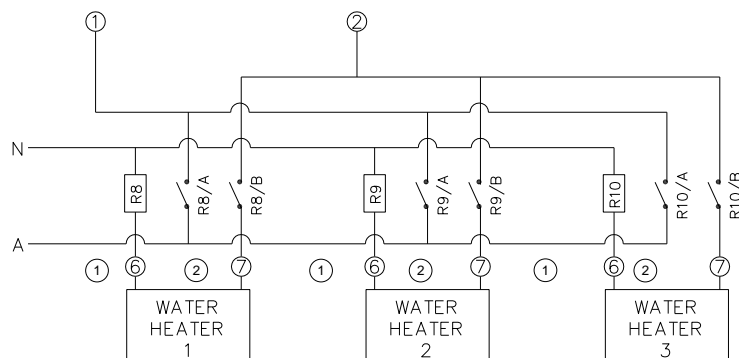 1 2
N
R8 R8/A R8/B R9 R9/A R9/B R10 R10/A R10/B
A
1 6 2 7 1 6 2 7 1 6 2 7
WATER HEATER 1
WATER HEATER 2
WATER HEATER 3